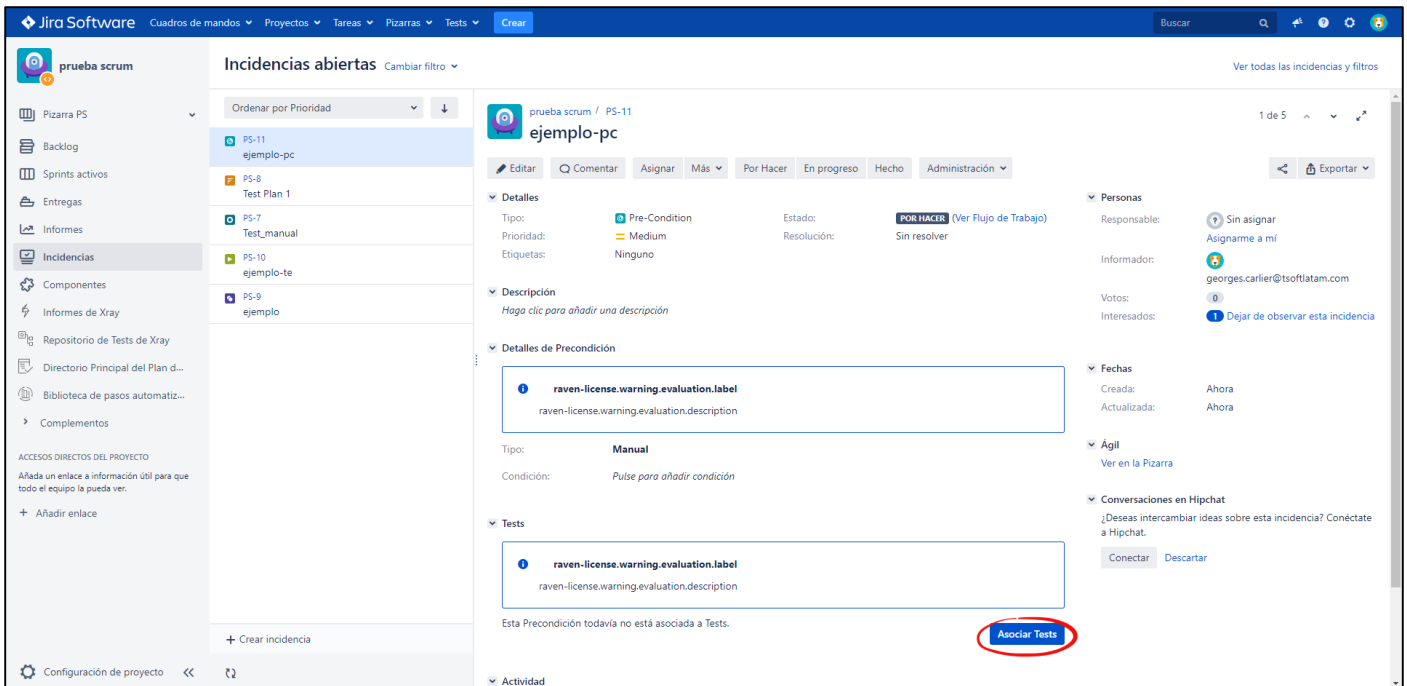 Jira Software Cuadros de mandos Proyectos Tareas Pizarras Tests Crear Buscar
prueba scrum
Incidencias abiertas Cambiar filtro
Ver todas las incidencias y filtros
Pizarra PS
Backlog
Sprints activos
Entregas
Informes
Incidencias
Componentes
Informes de Xray
Repositorio de Tests de Xray
Directorio Principal del Plan d...
Biblioteca de pasos automatiz...
Complementos
ACCESOS DIRECTOS DEL PROYECTO
Añada un enlace a información útil para que
todo el equipo la pueda ver.
+ Añadir enlace
Configuración de proyecto
Ordenar por Prioridad
PS-11
ejemplo-pc
PS-8
Test Plan 1
PS-7
Test_manual
PS-10
ejemplo-te
PS-9
ejemplo
+ Crear incidencia
prueba scrum / PS-11
ejemplo-pc
1 de 5
Editar Comentar Asignar Más Por Hacer En progreso Hecho Administración Exportar
Detalles
Tipo: Pre-Condition Estado: POR HACER (Ver Flujo de Trabajo)
Prioridad: Medium Resolución: Sin resolver
Etiquetas: Ninguno
Descripción
Haga clic para añadir una descripción
Detalles de Precondición
raven-license.warning.evaluation.label
raven-license.warning.evaluation.description
Tipo: Manual
Condición: Pulse para añadir condición
Tests
raven-license.warning.evaluation.label
raven-license.warning.evaluation.description
Esta Precondición todavía no está asociada a Tests.
Asociar Tests
Actividad
Personas
Responsable: Sin asignar
Asignarme a mí
Informador:
georges.carlier@tsoftlatam.com
Votos: 0
Interesados: 1 Dejar de observar esta incidencia
Fechas
Creada: Ahora
Actualizada: Ahora
Ágil
Ver en la Pizarra
Conversaciones en Hipchat
¿Deseas intercambiar ideas sobre esta incidencia? Conéctate
a Hipchat.
Conectar Descartar